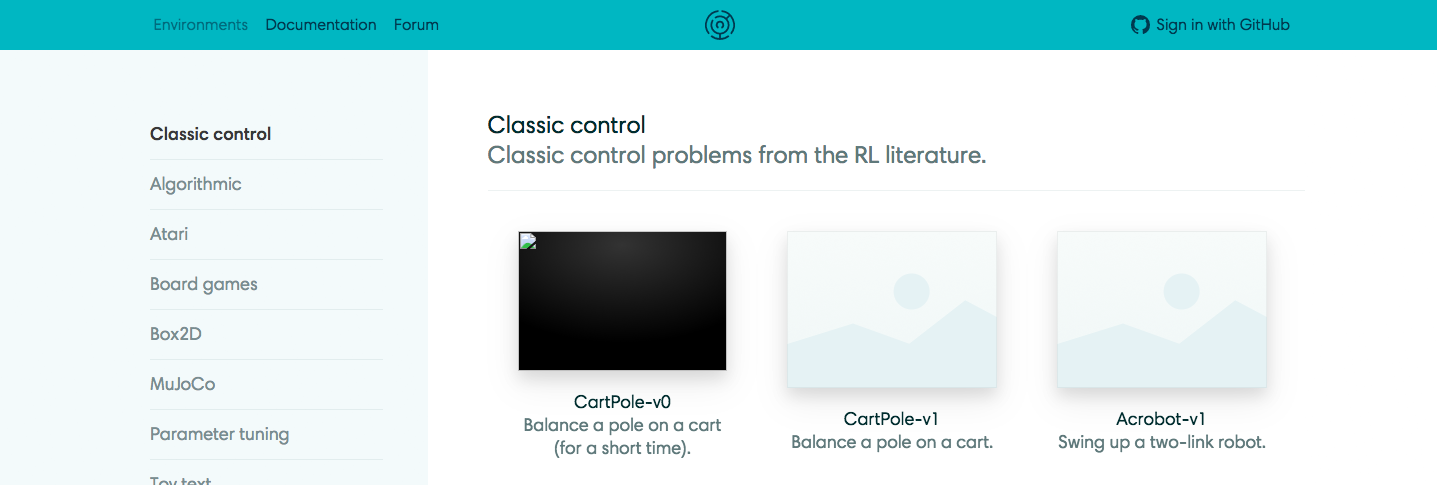 Environments Documentation Forum Sign in with GitHub
Classic control
Algorithmic
Atari
Board games
Box2D
MuJoCo
Parameter tuning
Toy text
Classic control
Classic control problems from the RL literature.
CartPole-v0
Balance a pole on a cart
(for a short time).
CartPole-v1
Balance a pole on a cart.
Acrobot-v1
Swing up a two-link robot.